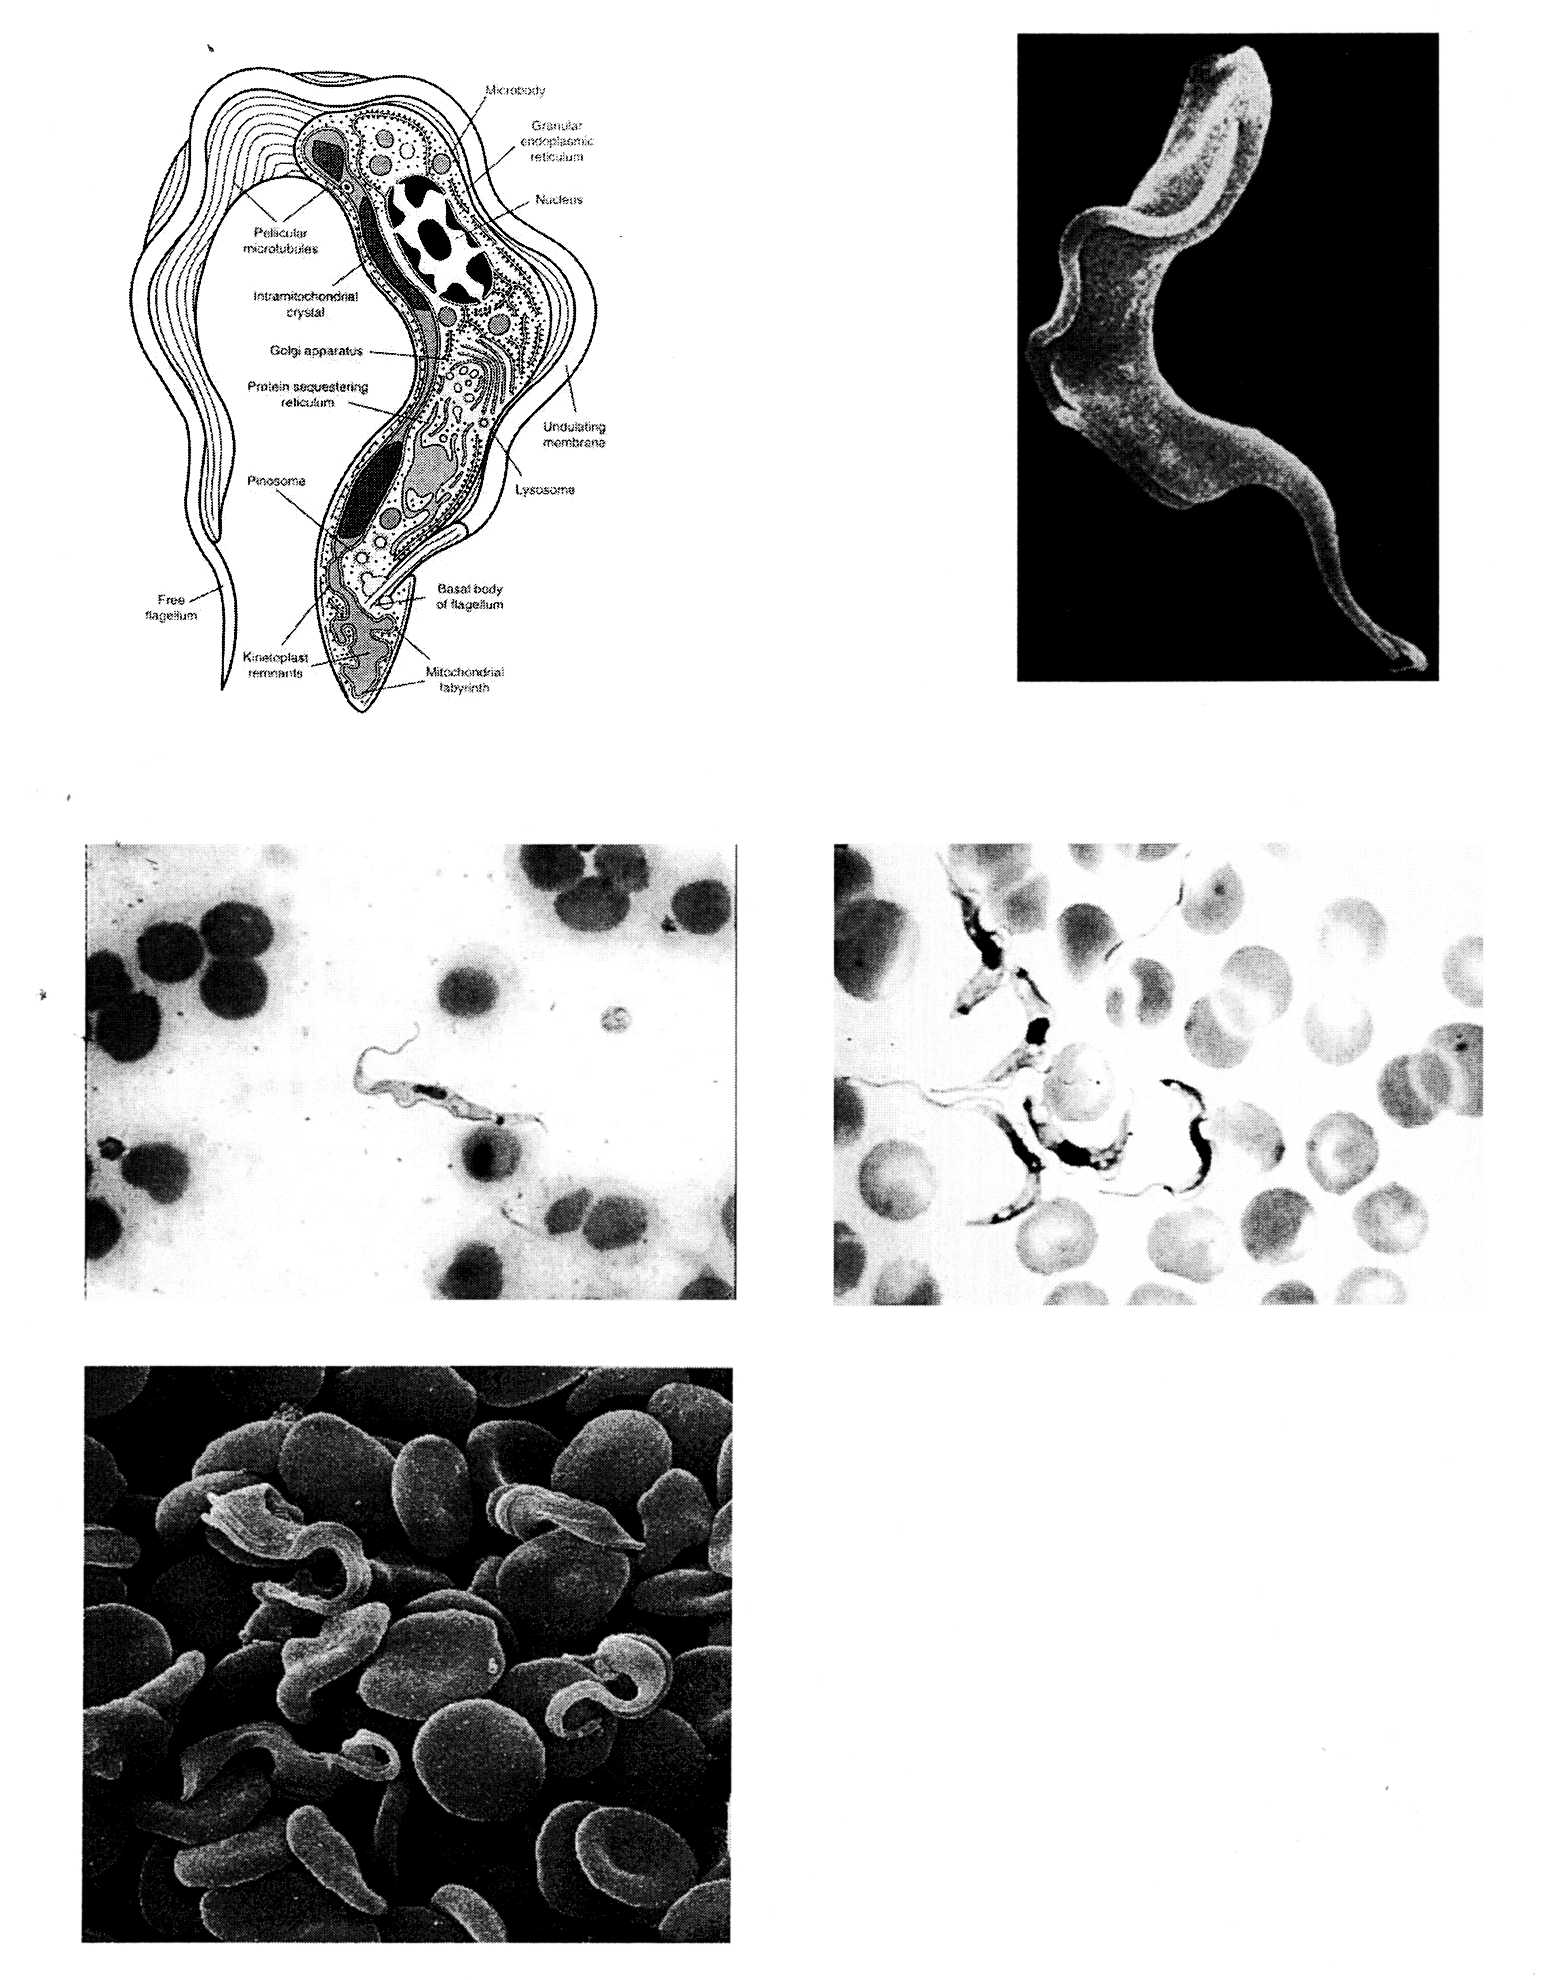 Microbody
Granular
endoplasmic
reticulum
Nucleus
Pellicular
microtubules
Intramitochondrial
crystal
Golgi apparatus
Protein sequestering
reticulum
Undulating
membrane
Pinosome
Lysosome
Free
flagellum
Basal body
of flagellum
Kinetoplast
remnants
Mitochondrial
labyrinth